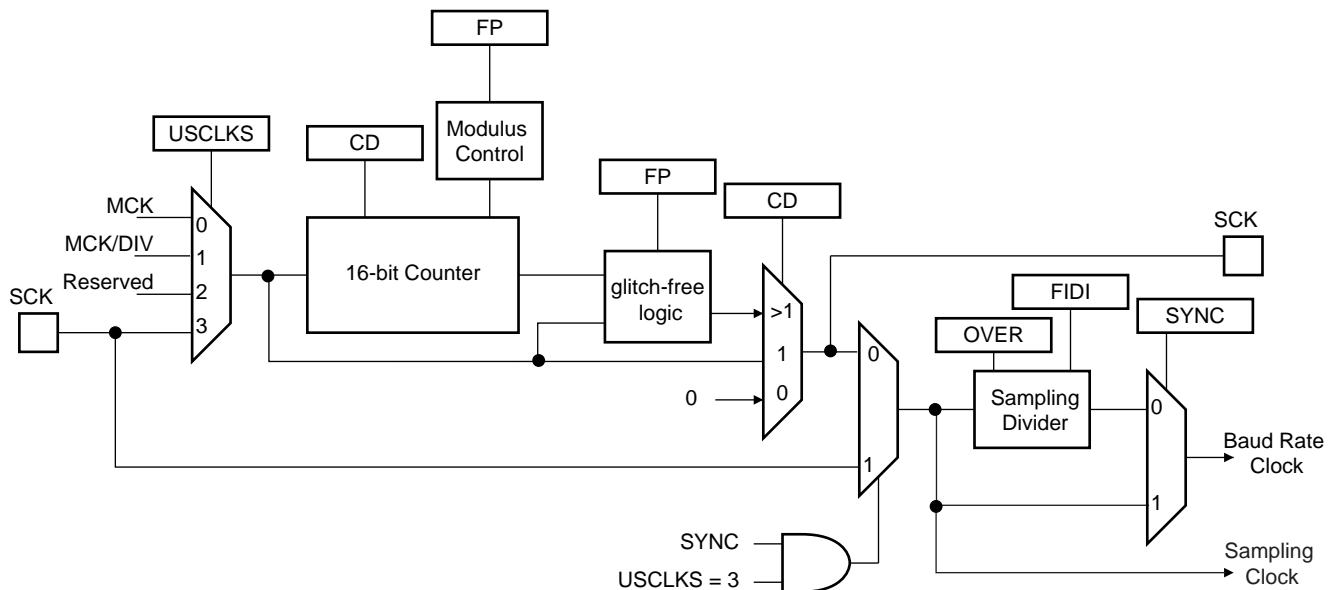 FP
USCLKS
CD
Modulus
Control
FP
CD
MCK
0
MCK/DIV
1
Reserved
2
SCK
3
16-bit Counter
glitch-free
logic
>1
1
0
0
SCK
FIDI
OVER
SYNC
0
1
Sampling
Divider
0
1
Baud Rate
Clock
SYNC
USCLKS = 3
Sampling
Clock